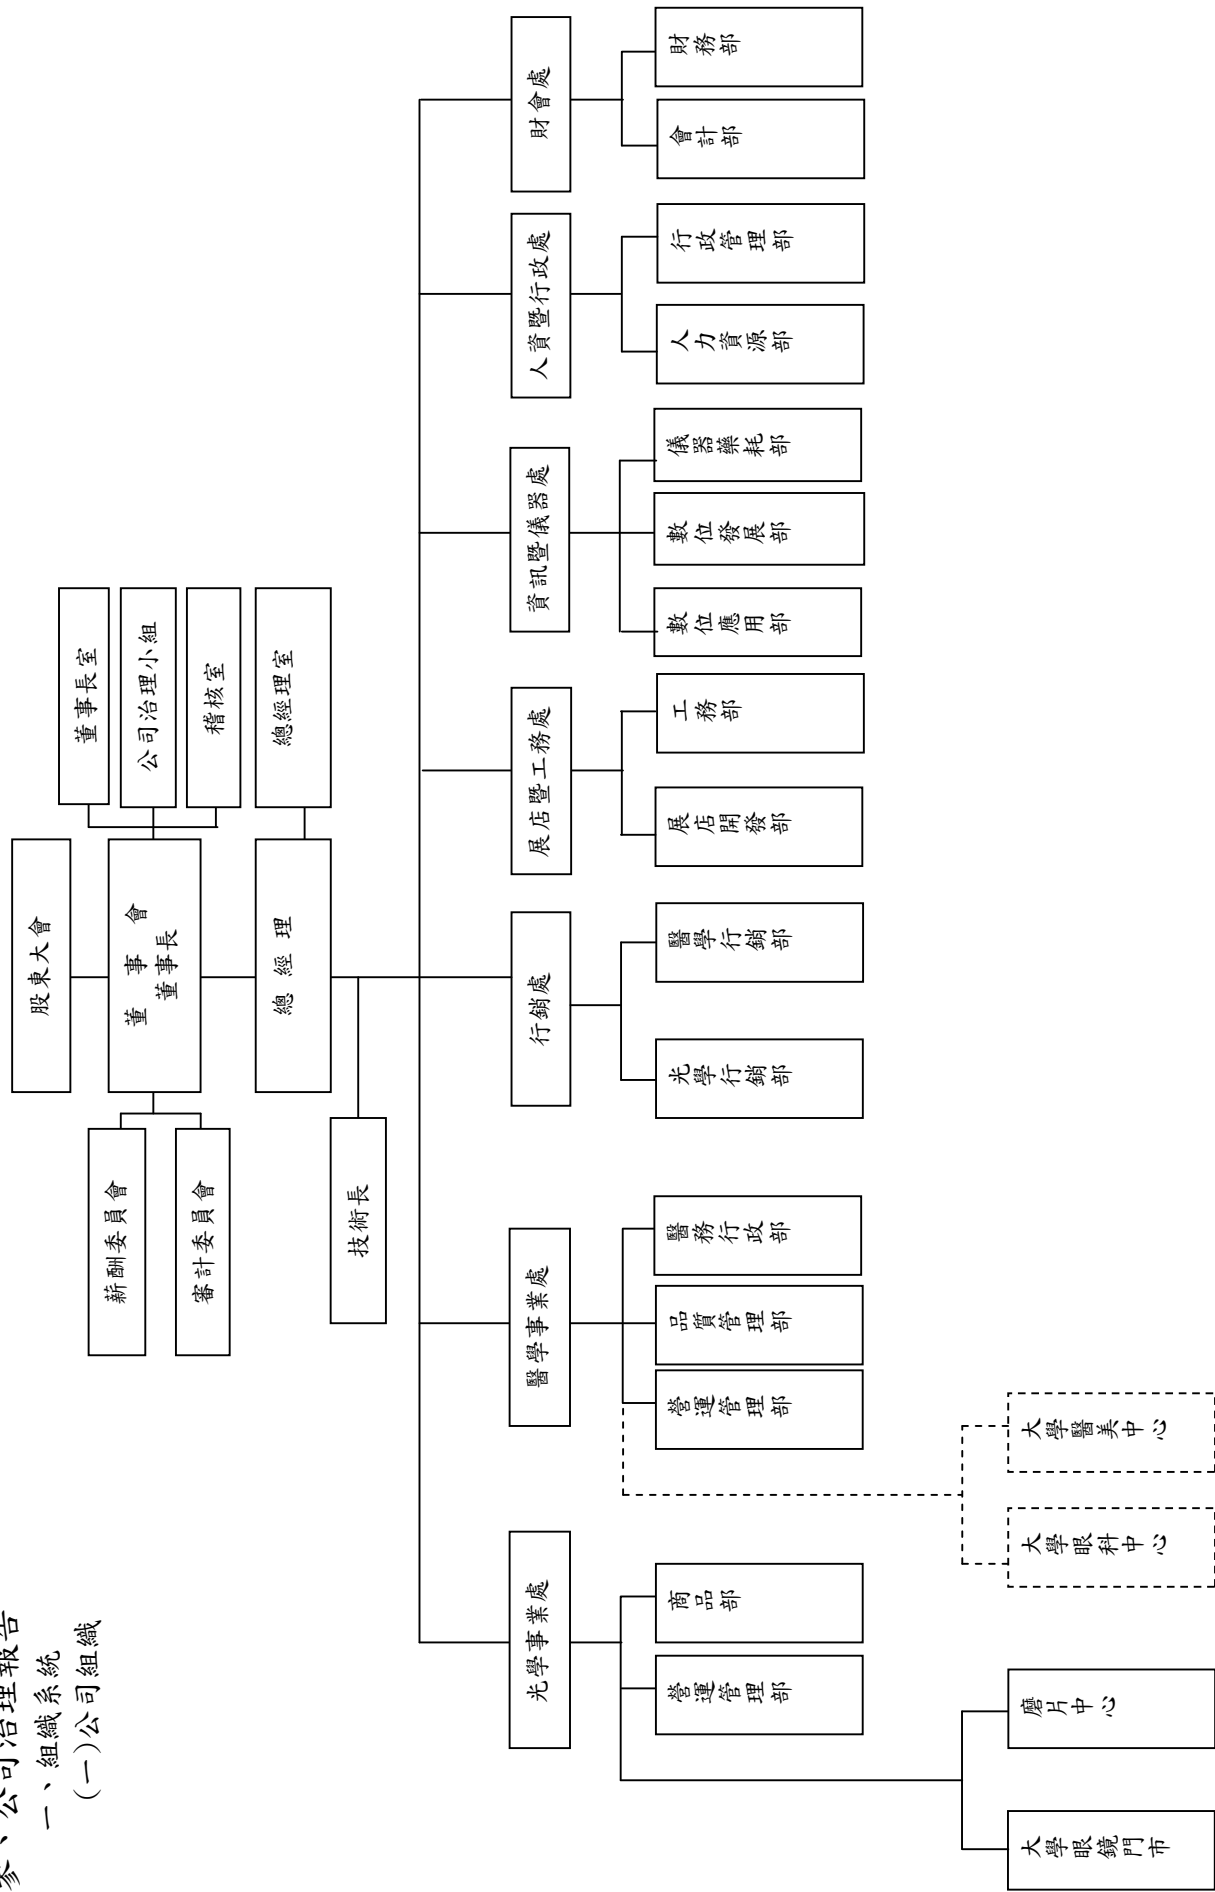 參、公司治理報告
一、組織系統
(一)公司組織
股東大會
董事會
董事長
薪酬委員會
審計委員會
董事長室
公司治理小組
稽核室
總經理
總經理室
技術長
光學事業處
醫學事業處
行銷處
展店暨工務處
資訊暨儀器處
人資暨行政處
財會處
營運管理部
商品部
營運管理部
品質管理部
醫務行政部
光學行銷部
醫學行銷部
展店開發部
工務部
數位應用部
數位發展部
儀器藥耗部
人力資源部
行政管理部
會計部
財務部
大學眼鏡門市
磨片中心
大學眼科中心
大學醫美中心